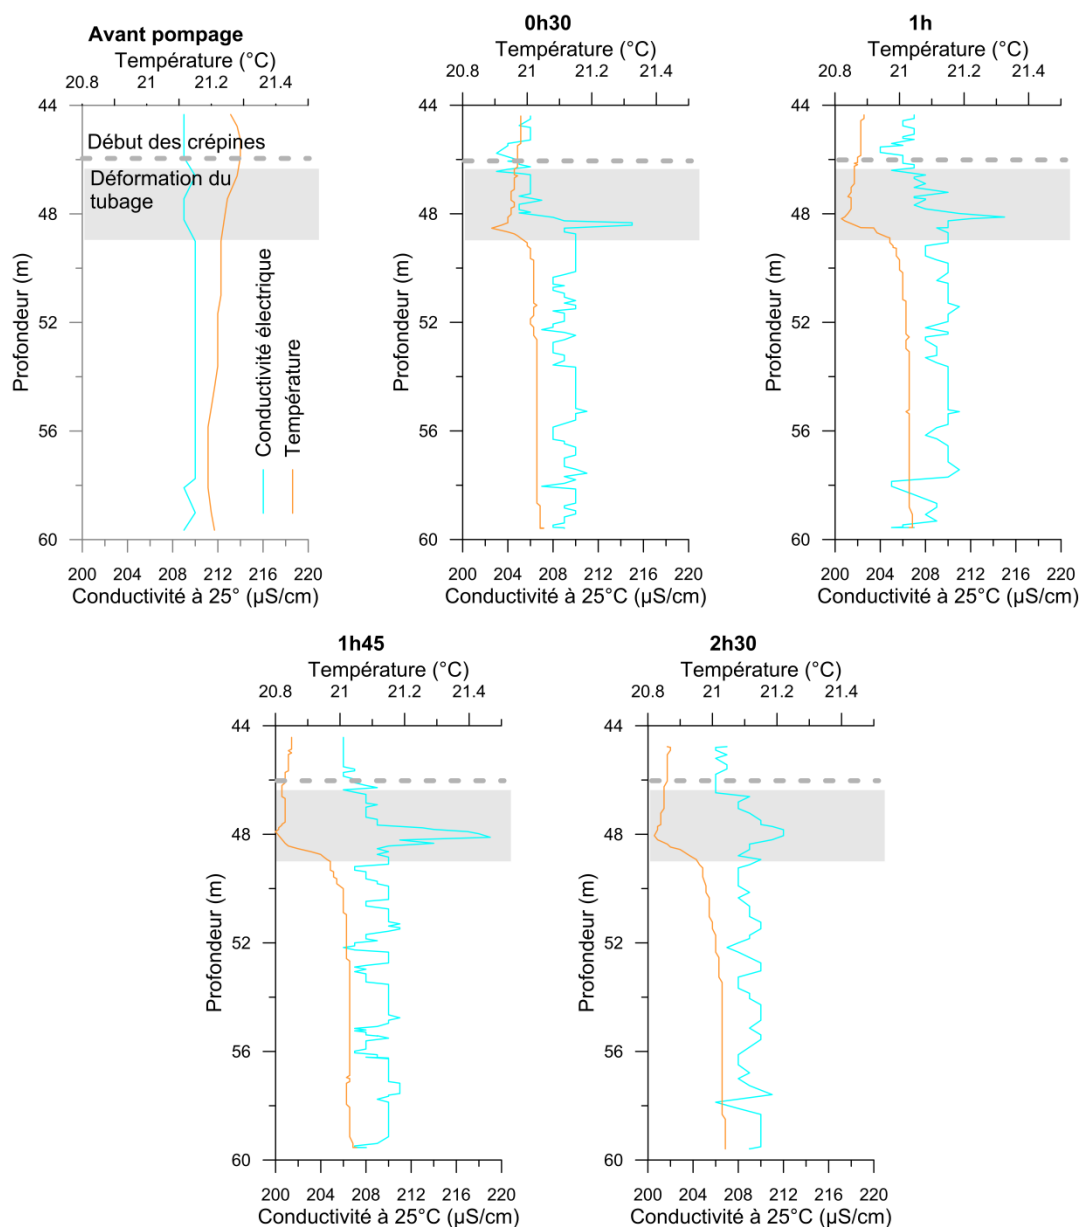 Avant pompage
Température (°C)
20.8 21 21.2 21.4
44
48
52
56
60
Profondeur (m)
Début des crépines
Déformation du
tubage
Conductivité électrique
Température
200 204 208 212 216 220
Conductivité à 25° (µS/cm)
0h30
Température (°C)
20.8 21 21.2 21.4
44
48
52
56
60
Profondeur (m)
200 204 208 212 216 220
Conductivité à 25°C (µS/cm)
1h
Température (°C)
20.8 21 21.2 21.4
44
48
52
56
60
Profondeur (m)
200 204 208 212 216 220
Conductivité à 25°C (µS/cm)
1h45
Température (°C)
20.8 21 21.2 21.4
44
48
52
56
60
Profondeur (m)
200 204 208 212 216 220
Conductivité à 25°C (µS/cm)
2h30
Température (°C)
20.8 21 21.2 21.4
44
48
52
56
60
Profondeur (m)
200 204 208 212 216 220
Conductivité à 25°C (µS/cm)